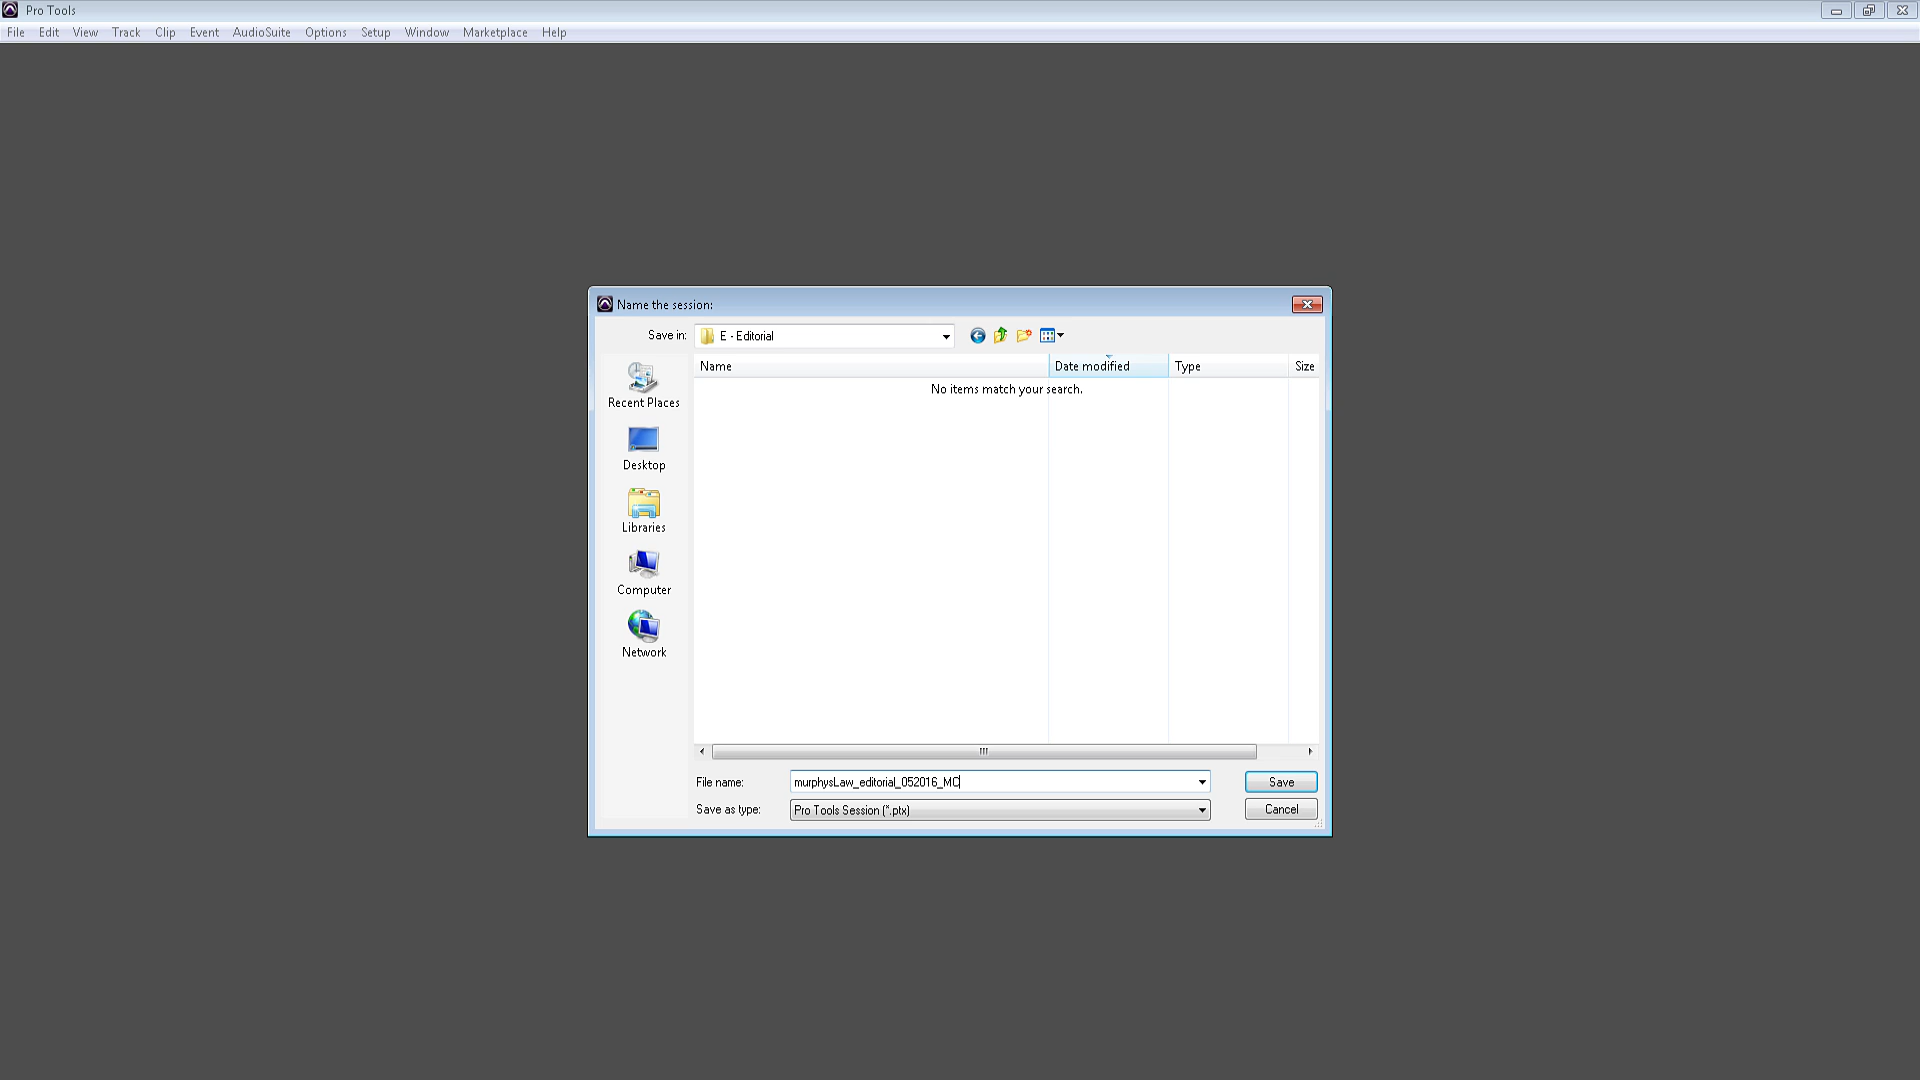 Pro Tools
File Edit View Track Clip Event AudioSuite Options Setup Window Marketplace Help
Name the session:
Save in: E - Editorial
Name Date modified Type Size
No items match your search.
Recent Places
Desktop
Libraries
Computer
Network
File name: murphysLaw_editorial_052016_MC Save
Save as type: Pro Tools Session (*.ptx) Cancel